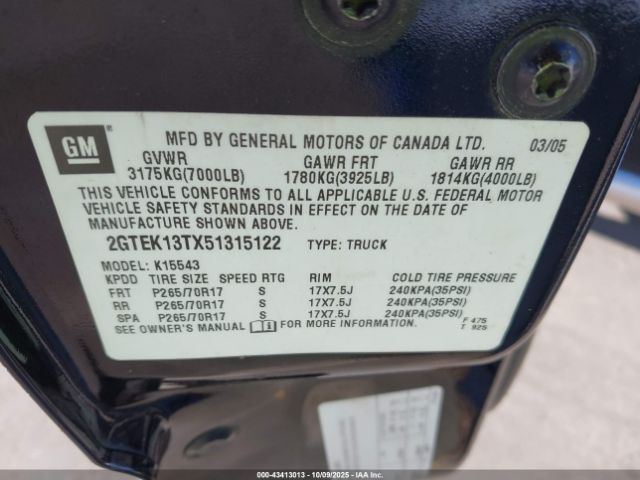 GM
®
MFD BY GENERAL MOTORS OF CANADA LTD. 03/05
GVWR GAWR FRT GAWR RR
3175KG(7000LB) 1780KG(3925LB) 1814KG(4000LB)
THIS VEHICLE CONFORMS TO ALL APPLICABLE U.S. FEDERAL MOTOR
VEHICLE SAFETY STANDARDS IN EFFECT ON THE DATE OF
MANUFACTURE SHOWN ABOVE.
2GTEK13TX51315122 TYPE: TRUCK
MODEL: K15543
KPDD TIRE SIZE SPEED RTG RIM COLD TIRE PRESSURE
FRT P265/70R17 S 17X7.5J 240KPA(35PSI)
RR P265/70R17 S 17X7.5J 240KPA(35PSI)
SPA P265/70R17 S 17X7.5J 240KPA(35PSI)
SEE OWNER'S MANUAL FOR MORE INFORMATION. F 475
T 925
000-43413013 - 10/09/2025 - IAAI.COM